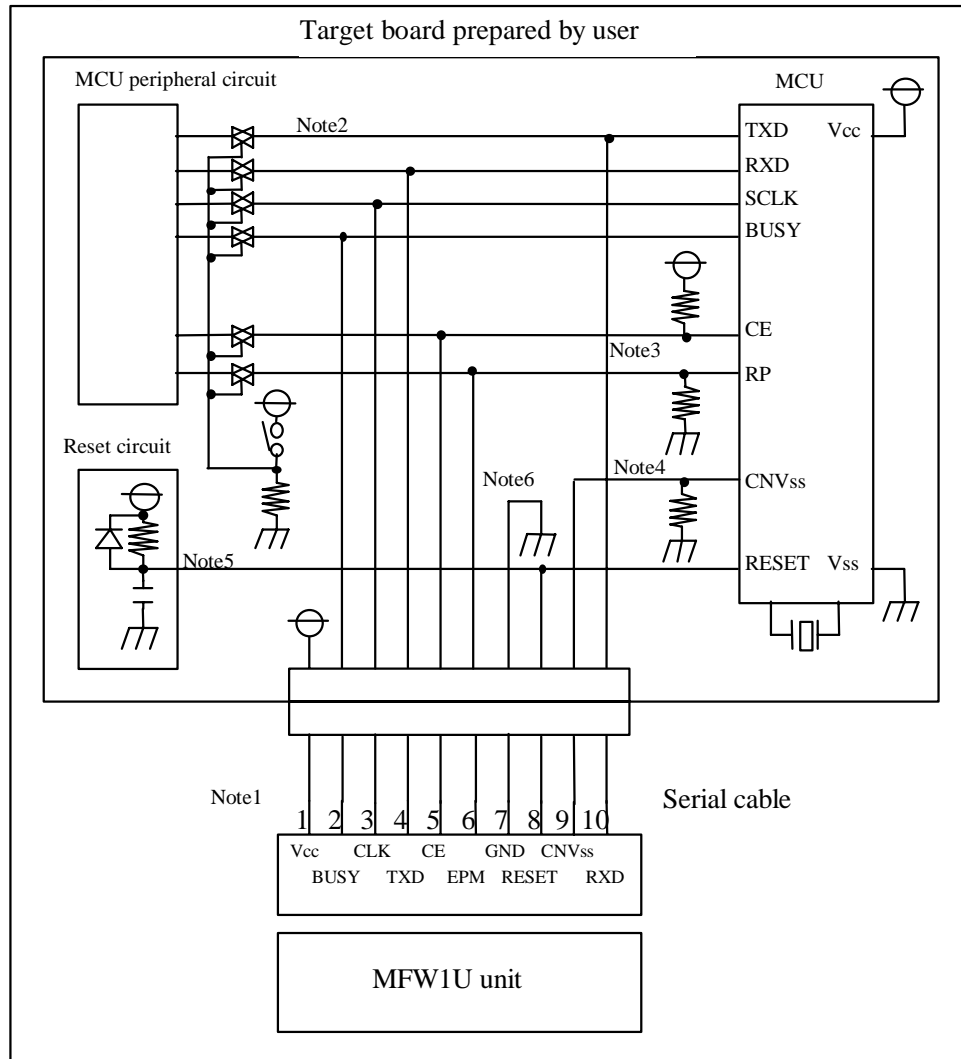 Target board prepared by user
MCU peripheral circuit
MCU
Note2
TXD
Vcc
RXD
SCLK
BUSY
CE
Note3
RP
Reset circuit
Note4
Note6
CNVss
Note5
RESET
Vss
Note1
Serial cable
1 2 3 4 5 6 7 8 9 10
Vcc CLK CE GND CNVss
BUSY TXD EPM RESET RXD
MFW1U unit